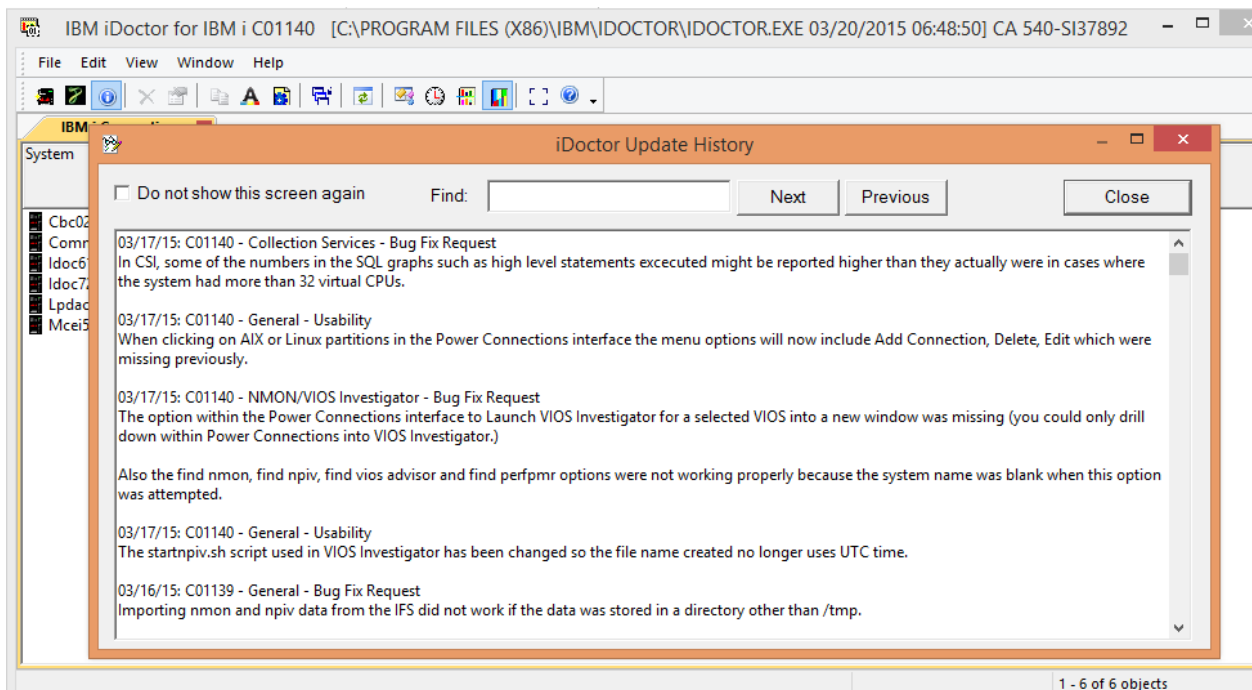 IBM iDoctor for IBM i C01140 [C:\PROGRAM FILES (X86)\IBM\IDOCTOR\IDOCTOR.EXE 03/20/2015 06:48:50] CA 540-SI37892
File Edit View Window Help
IBM i
System
iDoctor Update History
Do not show this screen again Find: Next Previous Close
Cbc02
Comm
Idoc61
Idoc72
Lpdac
Mcei5
03/17/15: C01140 - Collection Services - Bug Fix Request
In CSI, some of the numbers in the SQL graphs such as high level statements excecuted might be reported higher than they actually were in cases where
the system had more than 32 virtual CPUs.
03/17/15: C01140 - General - Usability
When clicking on AIX or Linux partitions in the Power Connections interface the menu options will now include Add Connection, Delete, Edit which were
missing previously.
03/17/15: C01140 - NMON/VIOS Investigator - Bug Fix Request
The option within the Power Connections interface to Launch VIOS Investigator for a selected VIOS into a new window was missing (you could only drill
down within Power Connections into VIOS Investigator.)
Also the find nmon, find npiv, find vios advisor and find perfpmr options were not working properly because the system name was blank when this option
was attempted.
03/17/15: C01140 - General - Usability
The startnpiv.sh script used in VIOS Investigator has been changed so the file name created no longer uses UTC time.
03/16/15: C01139 - General - Bug Fix Request
Importing nmon and npiv data from the IFS did not work if the data was stored in a directory other than /tmp.
1 - 6 of 6 objects